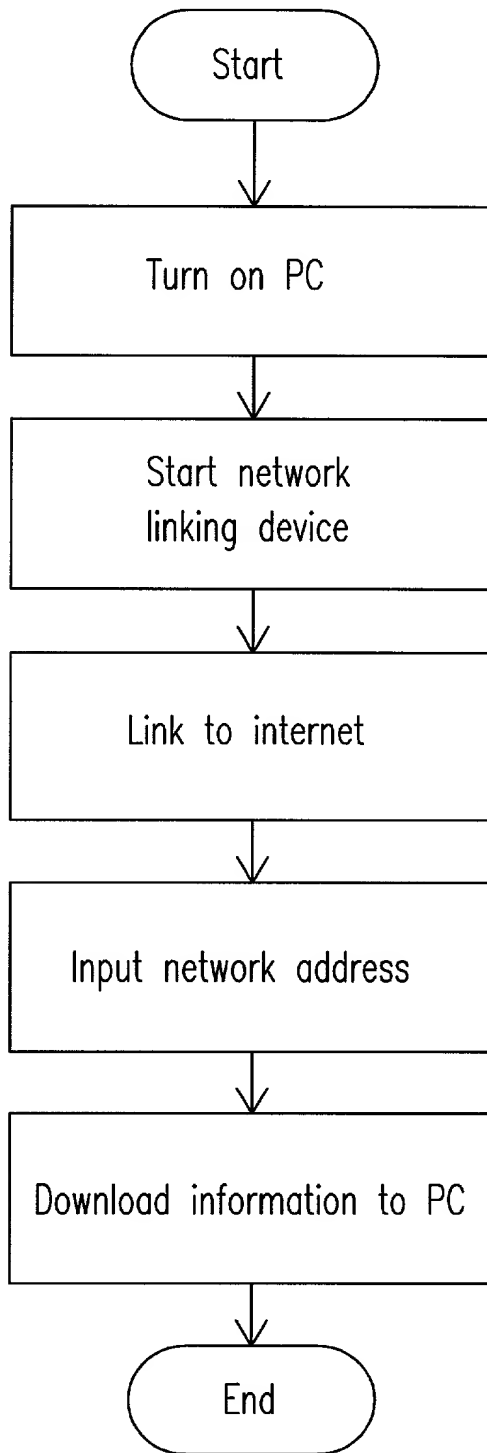 Start
Turn on PC
Start network
linking device
Link to internet
Input network address
Download information to PC
End